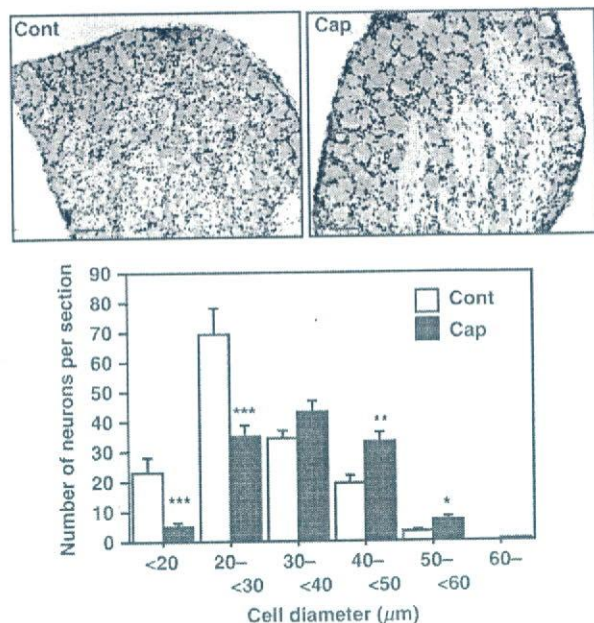 Cont
Cap
Number of neurons per section
90
80
70
60
50
40
30
20
10
0
Cont
Cap
***
***
**
*
<20 20– 30– 40– 50– 60–
<30 <40 <50 <60
Cell diameter (μm)